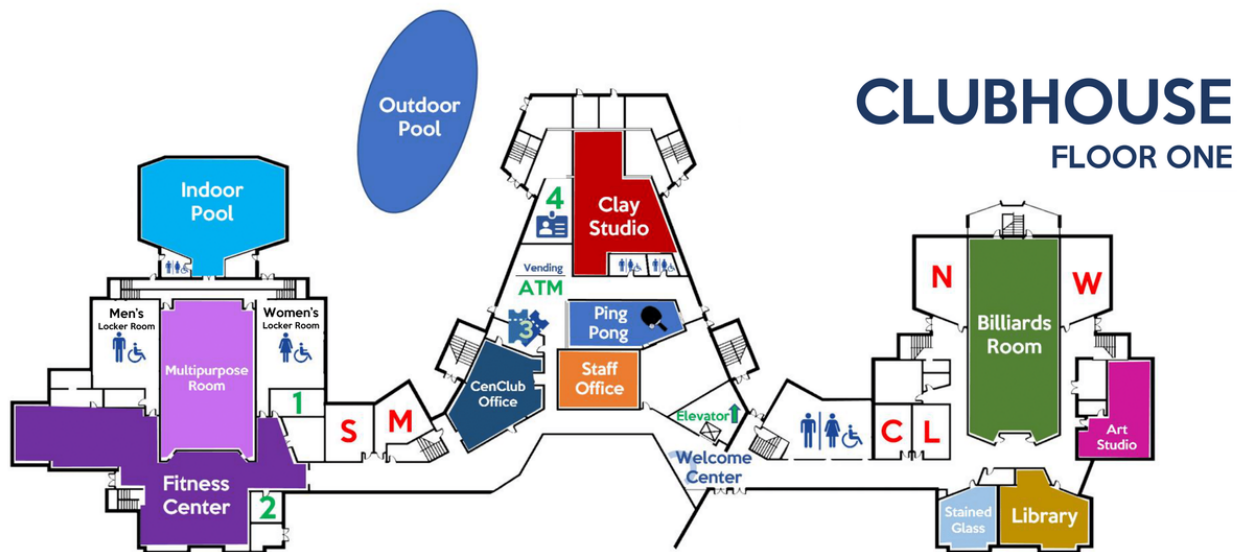 CLUBHOUSE
FLOOR ONE
Outdoor
Pool
Indoor
Pool
4
Clay
Studio
Vending
ATM
Men's
Locker Room
Women's
Locker Room
Multipurpose
Room
3
Ping
Pong
CenClub
Office
Staff
Office
Elevator
Welcome
Center
1
S
M
Fitness
Center
2
N
W
Billiards
Room
C
L
Art
Studio
Stained
Glass
Library